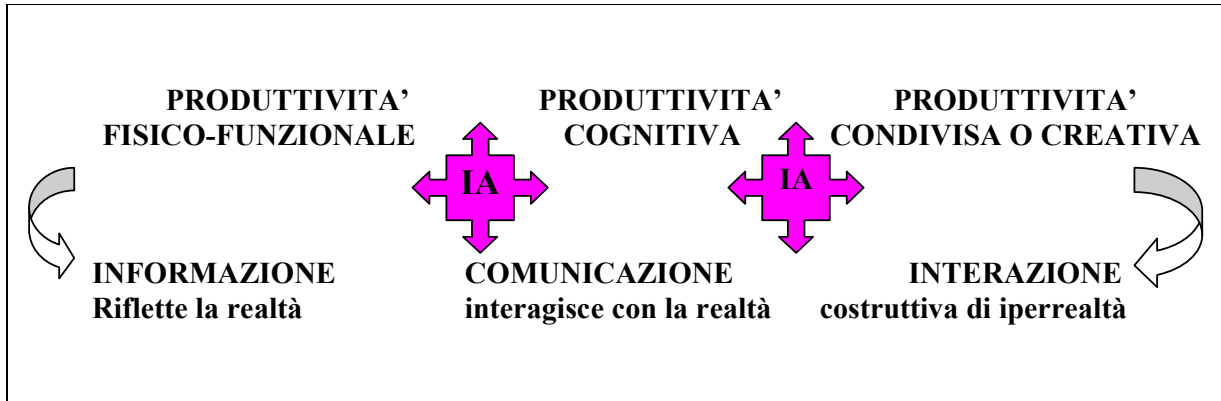 PRODUTTIVITA’
FISICO-FUNZIONALE
PRODUTTIVITA’
COGNITIVA
PRODUTTIVITA’
CONDIVISA O CREATIVA
IA
IA
INFORMAZIONE
Riflette la realtà
COMUNICAZIONE
interagisce con la realtà
INTERAZIONE
costruttiva di iperrealtà